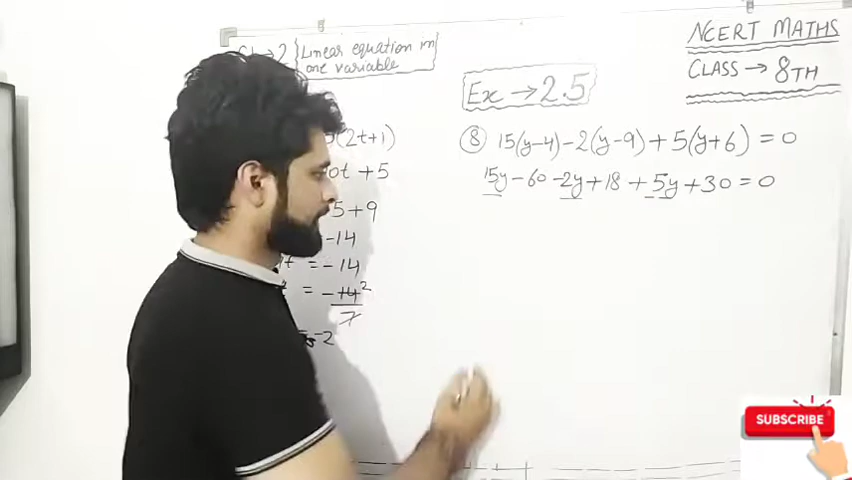 Linear equation in
one variable
NCERT MATHS
CLASS → 8TH
Ex → 2.5
(2t+1)
0t + 5
5 + 9
-14
= -14
= -14 2
7
-2
8 15(y-4) - 2(y-9) + 5(y+6) = 0
15y - 60 - 2y + 18 + 5y + 30 = 0
SUBSCRIBE